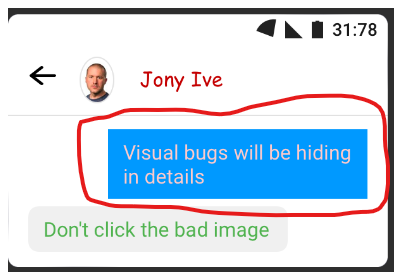 31:78
Jony Ive
Visual bugs will be hiding
in details
Don't click the bad image